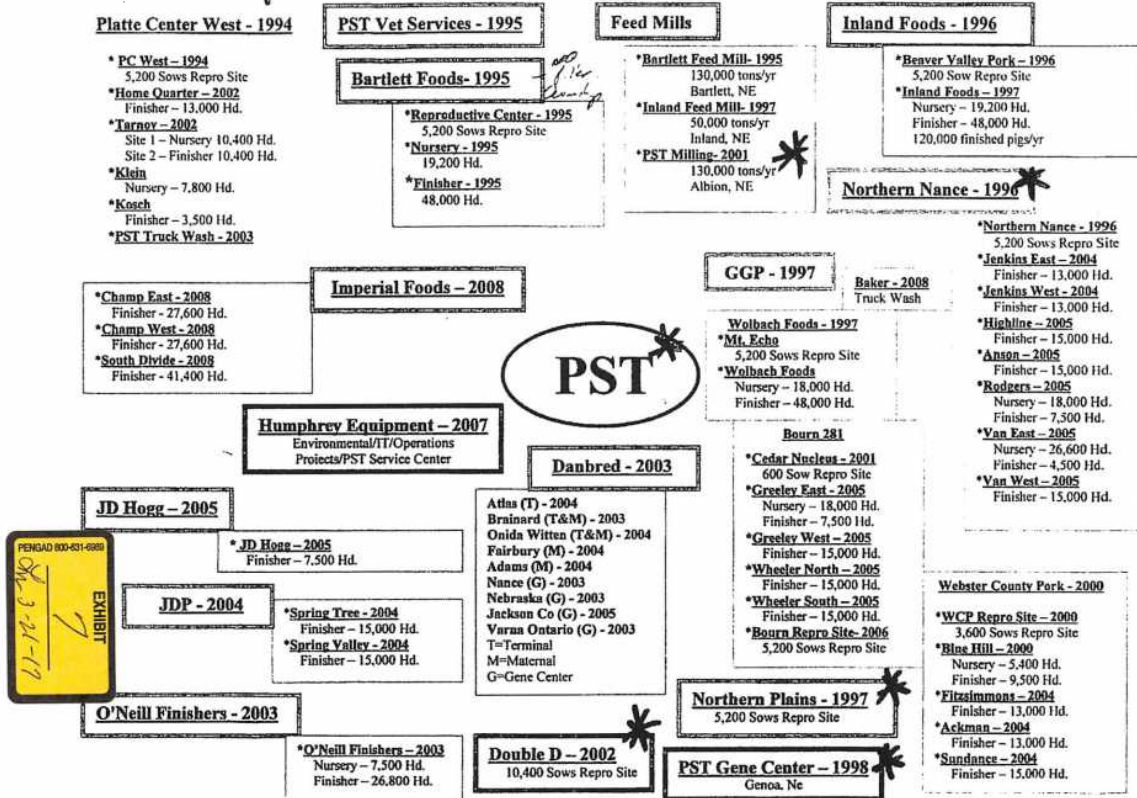 Platte Center West - 1994
*PC West – 1994
5,200 Sows Repro Site
*Home Quarter – 2002
Finisher – 13,000 Hd.
*Tarnov – 2002
Site 1 – Nursery 10,400 Hd.
Site 2 – Finisher 10,400 Hd.
*Klein
Nursery – 7,800 Hd.
*Kosch
Finisher – 3,500 Hd.
*PST Truck Wash – 2003
PST Vet Services - 1995
Bartlett Foods- 1995
*Reproductive Center - 1995
5,200 Sows Repro Site
*Nursery - 1995
19,200 Hd.
*Finisher - 1995
48,000 Hd.
Feed Mills
*Bartlett Feed Mill- 1995
130,000 tons/yr
Bartlett, NE
*Inland Feed Mill- 1997
50,000 tons/yr
Inland, NE
*PST Milling- 2001
130,000 tons/yr
Albion, NE
Inland Foods - 1996
*Beaver Valley Pork – 1996
5,200 Sow Repro Site
*Inland Foods – 1997
Nursery – 19,200 Hd.
Finisher – 48,000 Hd.
120,000 finished pigs/yr
Northern Nance - 1996
*Northern Nance - 1996
5,200 Sows Repro Site
*Jenkins East – 2004
Finisher – 13,000 Hd.
*Jenkins West – 2004
Finisher – 13,000 Hd.
*Highline – 2005
Finisher – 15,000 Hd.
*Anson – 2005
Finisher – 15,000 Hd.
*Rodgers – 2005
Nursery – 18,000 Hd.
Finisher – 7,500 Hd.
*Van East – 2005
Nursery – 26,600 Hd.
Finisher – 4,500 Hd.
*Van West – 2005
Finisher – 15,000 Hd.
Imperial Foods – 2008
*Champ East - 2008
Finisher - 27,600 Hd.
*Champ West – 2008
Finisher - 27,600 Hd.
*South Divide – 2008
Finisher - 41,400 Hd.
GGP - 1997
Baker - 2008
Truck Wash
Wolbach Foods - 1997
*Mt. Echo
5,200 Sows Repro Site
*Wolbach Foods
Nursery – 18,000 Hd.
Finisher – 48,000 Hd.
PST
Humphrey Equipment – 2007
Environmental/IT/Operations
Projects/PST Service Center
Bourn 281
*Cedar Nucleus - 2001
600 Sow Repro Site
*Greeley East - 2005
Nursery – 18,000 Hd.
Finisher – 7,500 Hd.
*Greeley West – 2005
Finisher – 15,000 Hd.
*Wheeler North – 2005
Finisher – 15,000 Hd.
*Wheeler South – 2005
Finisher – 15,000 Hd.
*Bourn Repro Site- 2006
5,200 Sows Repro Site
Danbred - 2003
Atlas (T) - 2004
Brainard (T&M) - 2003
Onida Witten (T&M) - 2004
Fairbury (M) - 2004
Adams (M) - 2004
Nance (G) - 2003
Nebraska (G) - 2003
Jackson Co (G) - 2005
Varna Ontario (G) - 2003
T=Terminal
M=Maternal
G=Gene Center
JD Hogg – 2005
*JD Hogg – 2005
Finisher – 7,500 Hd.
PENGAD 800-631-6989
EXHIBIT
7
3-21-17
JDP - 2004
*Spring Tree - 2004
Finisher – 15,000 Hd.
*Spring Valley - 2004
Finisher – 15,000 Hd.
Webster County Pork - 2000
*WCP Repro Site – 2000
3,600 Sows Repro Site
*Blue Hill – 2000
Nursery – 5,400 Hd.
Finisher – 9,500 Hd.
*Fitzsimmons – 2004
Finisher – 13,000 Hd.
*Ackman – 2004
Finisher – 13,000 Hd.
*Sundance – 2004
Finisher – 15,000 Hd.
O'Neill Finishers - 2003
*O'Neill Finishers – 2003
Nursery – 7,500 Hd.
Finisher – 26,800 Hd.
Double D – 2002
10,400 Sows Repro Site
Northern Plains – 1997
5,200 Sows Repro Site
PST Gene Center – 1998
Genoa, Ne